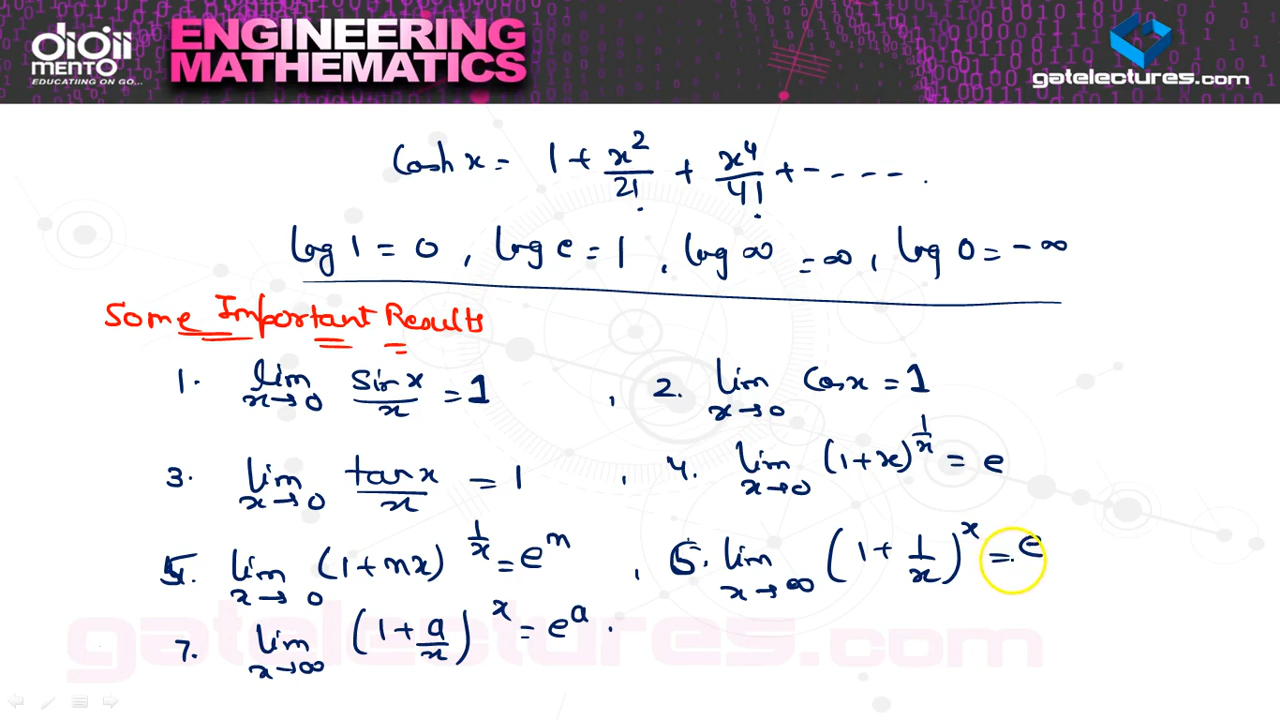 digii MENTO EDUCATIING ON GO... ENGINEERING MATHEMATICS gatelectures.com
Cosh x = 1 + x²/2! + x⁴/4! + - - - - - .
log 1 = 0 , log e = 1 , log ∞ = ∞ , log 0 = - ∞
Some Important Results
1. lim x→0 sin x / x = 1 , 2. lim x→0 Cos x = 1
3. lim x→0 tan x / x = 1 , 4. lim x→0 (1+x)^(1/x) = e
5. lim x→0 (1+nx)^(1/x) = e^n , 6. lim x→∞ (1 + 1/x)^x = e
7. lim x→∞ (1 + a/x)^x = e^a .
gatelectures.com